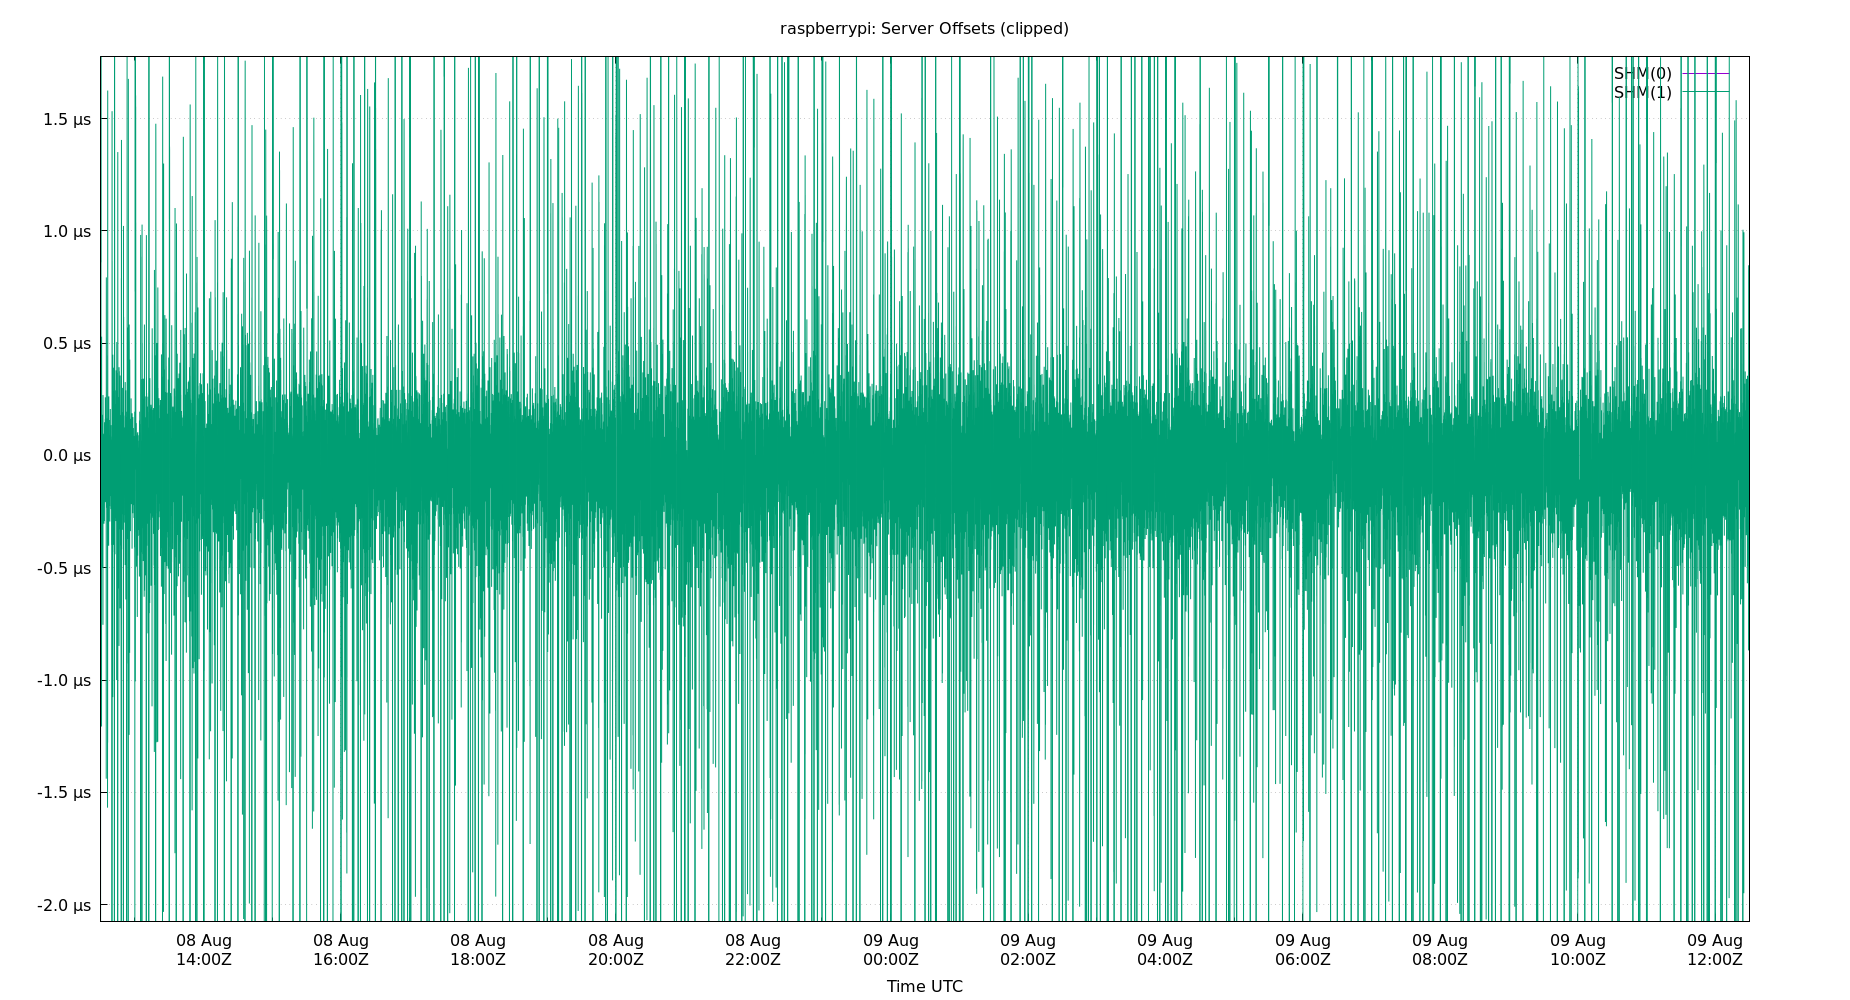 raspberrypi: Server Offsets (clipped)
SHM(0)
SHM(1)
1.5 µs
1.0 µs
0.5 µs
0.0 µs
-0.5 µs
-1.0 µs
-1.5 µs
-2.0 µs
08 Aug 08 Aug 08 Aug 08 Aug 08 Aug 09 Aug 09 Aug 09 Aug 09 Aug 09 Aug 09 Aug 09 Aug
14:00Z 16:00Z 18:00Z 20:00Z 22:00Z 00:00Z 02:00Z 04:00Z 06:00Z 08:00Z 10:00Z 12:00Z
Time UTC